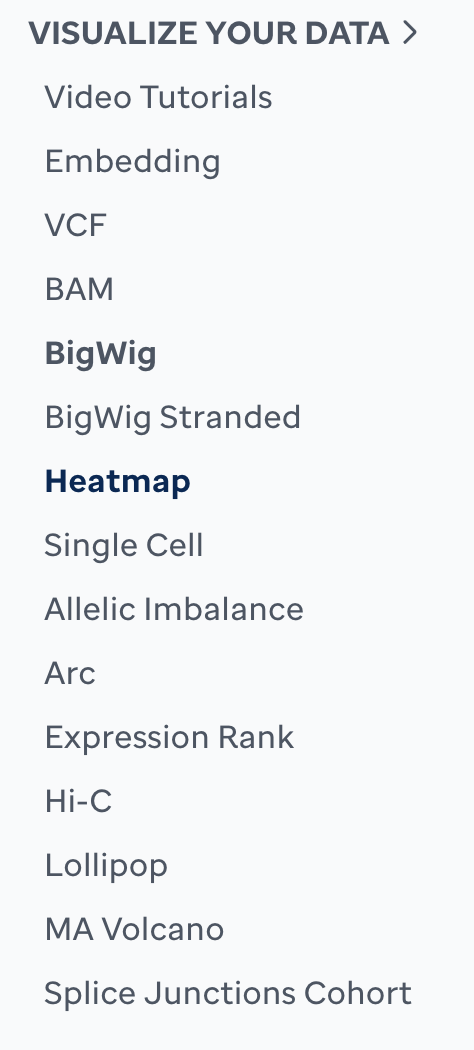 VISUALIZE YOUR DATA
Video Tutorials
Embedding
VCF
BAM
BigWig
BigWig Stranded
Heatmap
Single Cell
Allelic Imbalance
Arc
Expression Rank
Hi-C
Lollipop
MA Volcano
Splice Junctions Cohort